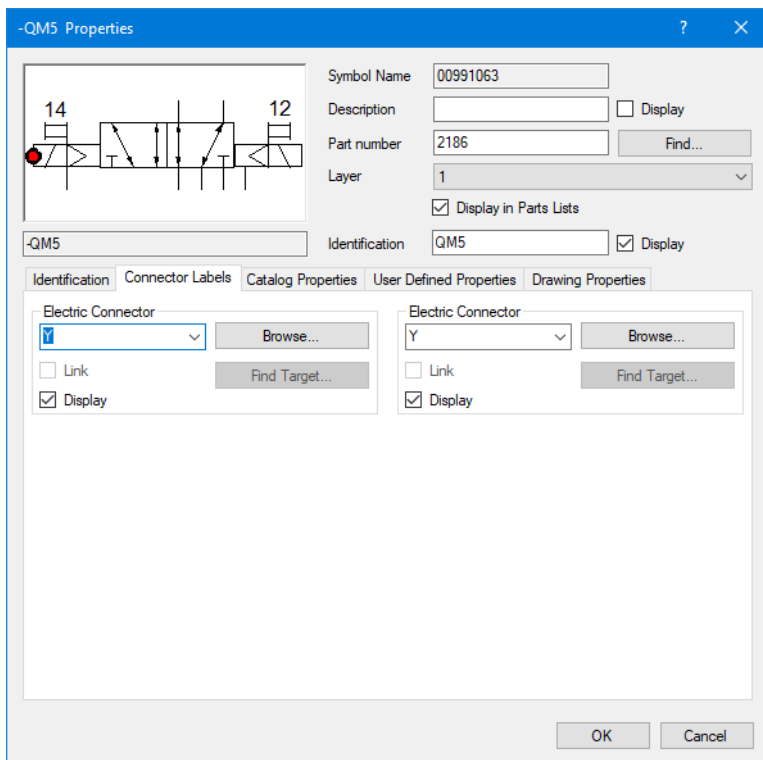 -QM5 Properties ?
14 12
Symbol Name 00991063
Description Display
Part number 2186 Find...
Layer 1
Display in Parts Lists
-QM5 Identification QM5 Display
Identification Connector Labels Catalog Properties User Defined Properties Drawing Properties
Electric Connector Electric Connector
Y Browse... Y Browse...
Link Find Target... Link Find Target...
Display Display
OK Cancel